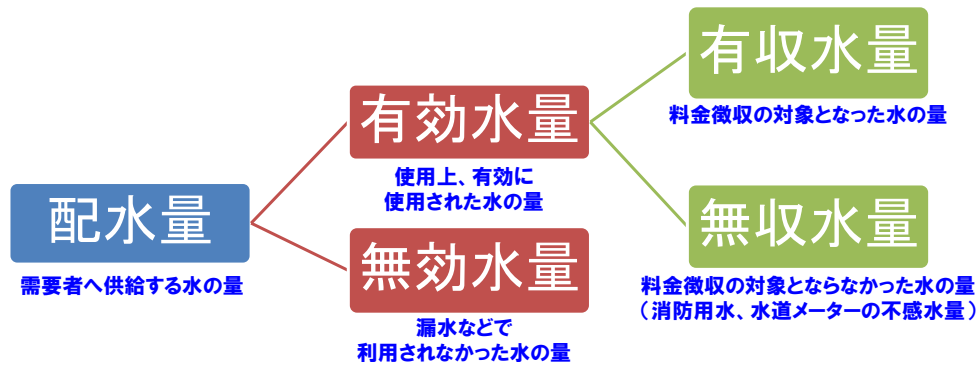 配水量
需要者へ供給する水の量
有効水量
使用上、有効に
使用された水の量
無効水量
漏水などで
利用されなかった水の量
有収水量
料金徴収の対象となった水の量
無収水量
料金徴収の対象とならなかった水の量
（消防用水、水道メーターの不感水量）